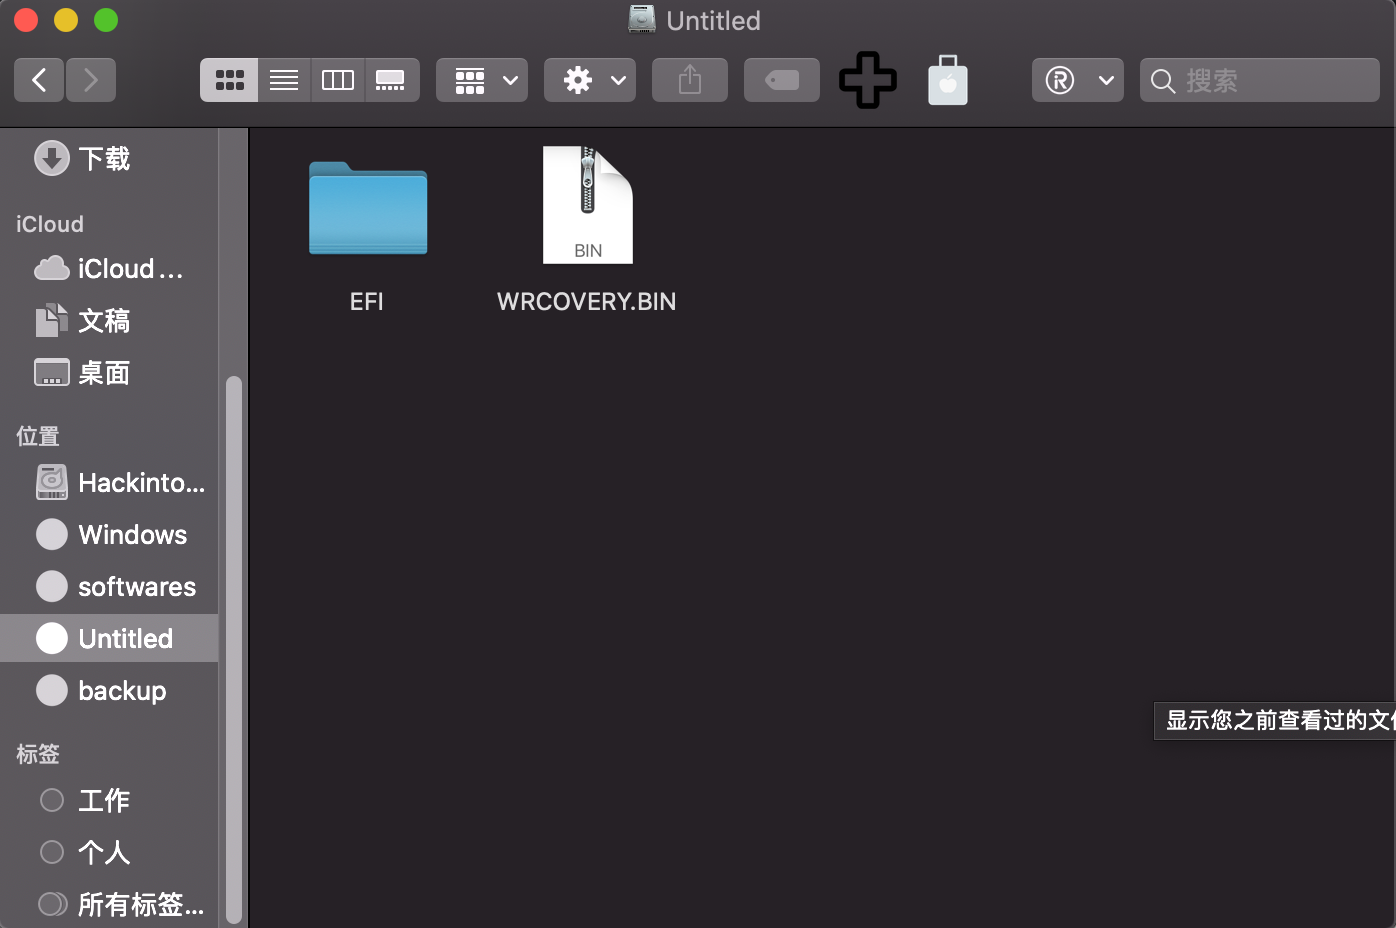 Untitled
搜索
下载
iCloud
iCloud...
文稿
桌面
位置
Hackinto...
Windows
softwares
Untitled
backup
标签
工作
个人
所有标签...
BIN
EFI
WRCOVERY.BIN
显示您之前查看过的文